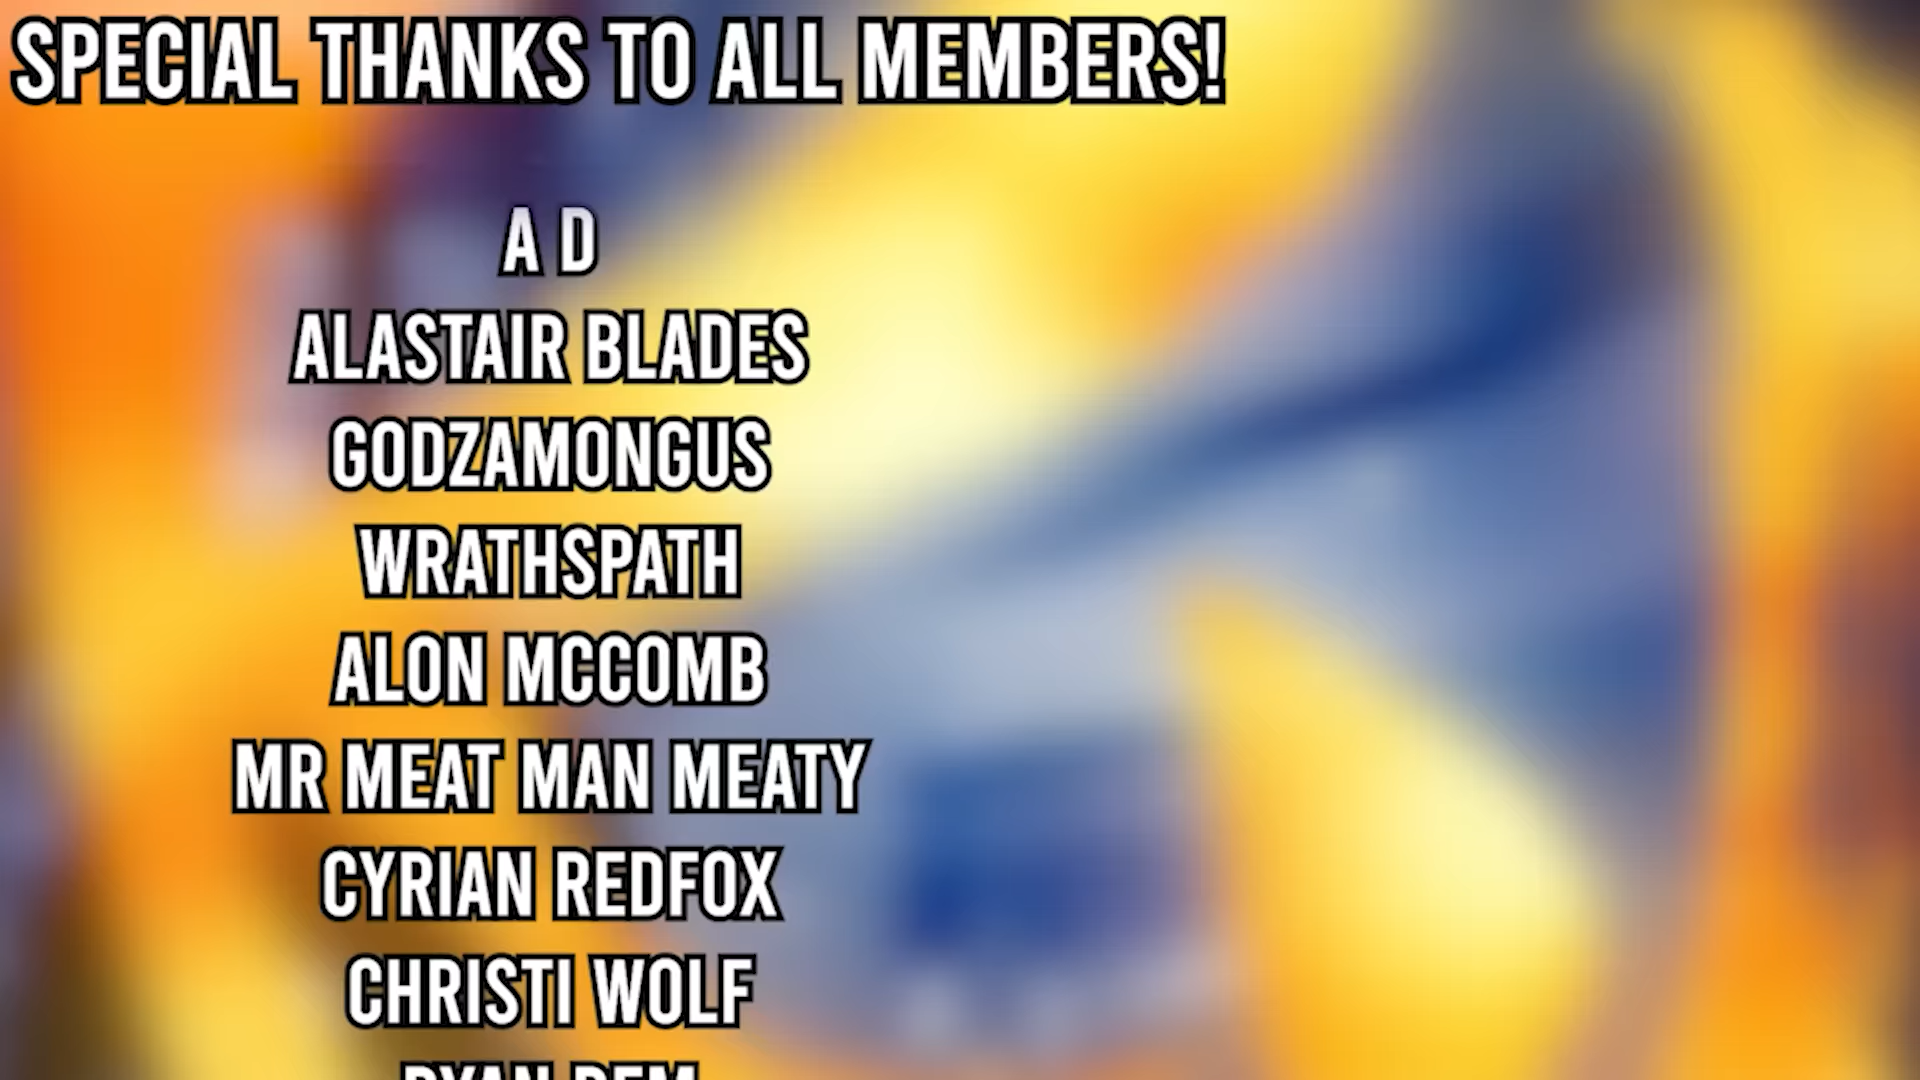 SPECIAL THANKS TO ALL MEMBERS!
A D
ALASTAIR BLADES
GODZAMONGUS
WRATHSPATH
ALON MCCOMB
MR MEAT MAN MEATY
CYRIAN REDFOX
CHRISTI WOLF